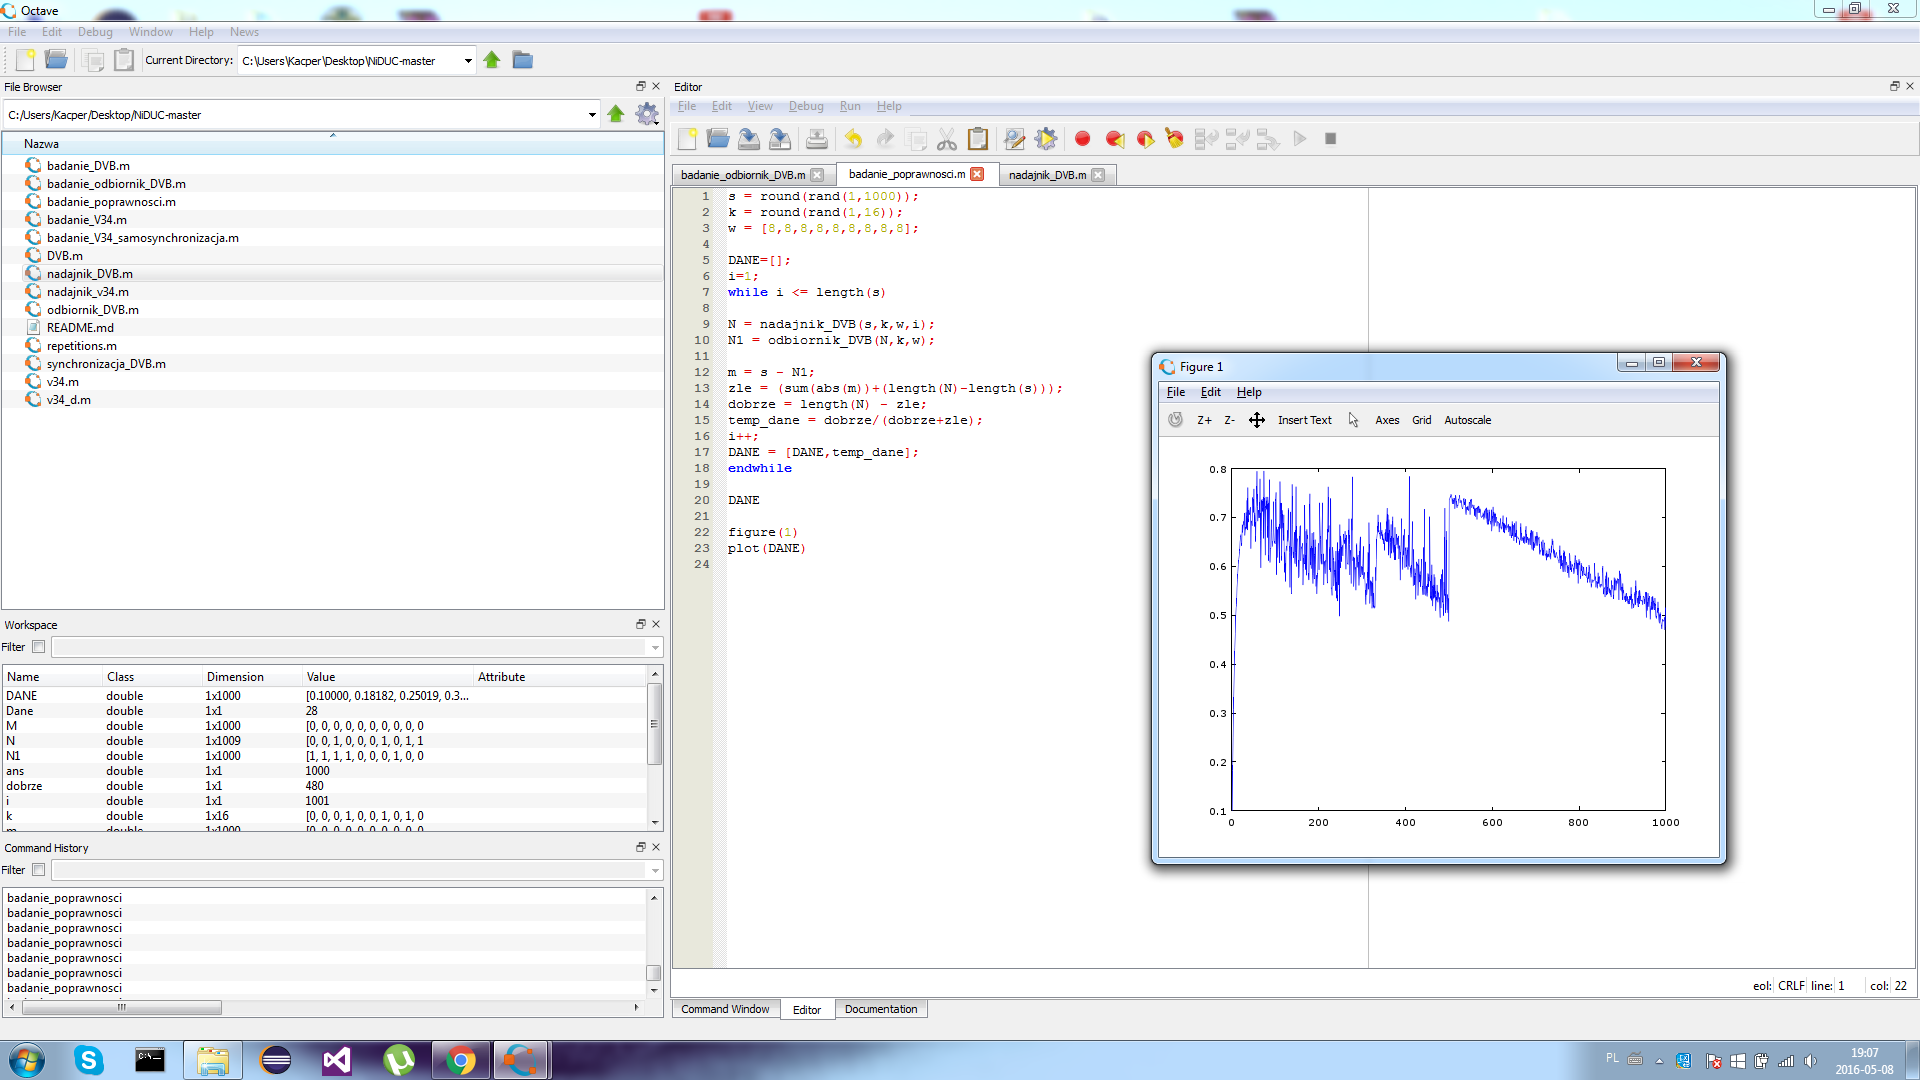 Octave
File Edit Debug Window Help News
Current Directory: C:\Users\Kacper\Desktop\NiDUC-master
File Browser
C:/Users/Kacper/Desktop/NiDUC-master
Nazwa
badanie_DVB.m
badanie_odbiornik_DVB.m
badanie_poprawnosci.m
badanie_V34.m
badanie_V34_samosynchronizacja.m
DVB.m
nadajnik_DVB.m
nadajnik_v34.m
odbiornik_DVB.m
README.md
repetitions.m
synchronizacja_DVB.m
v34.m
v34_d.m
Workspace
Filter
Name Class Dimension Value Attribute
DANE double 1x1000 [0.10000, 0.18182, 0.25019, 0.3...
Dane double 1x1 28
M double 1x1000 [0, 0, 0, 0, 0, 0, 0, 0, 0, 0
N double 1x1009 [0, 0, 1, 0, 0, 0, 1, 0, 1, 1
N1 double 1x1000 [1, 1, 1, 1, 0, 0, 0, 1, 0, 0
ans double 1x1 1000
dobrze double 1x1 480
i double 1x1 1001
k double 1x16 [0, 0, 0, 1, 0, 0, 1, 0, 1, 0
m double 1x1000 [0, 0, 0, 0, 0, 0, 0, 0, 0, 0
Command History
Filter
badanie_poprawnosci
badanie_poprawnosci
badanie_poprawnosci
badanie_poprawnosci
badanie_poprawnosci
badanie_poprawnosci
badanie_poprawnosci
Editor
File Edit View Debug Run Help
badanie_odbiornik_DVB.m badanie_poprawnosci.m nadajnik_DVB.m
1 s = round(rand(1,1000));
2 k = round(rand(1,16));
3 w = [8,8,8,8,8,8,8,8,8];
4
5 DANE=[];
6 i=1;
7 while i <= length(s)
8
9 N = nadajnik_DVB(s,k,w,i);
10 N1 = odbiornik_DVB(N,k,w);
11
12 m = s - N1;
13 zle = (sum(abs(m))+(length(N)-length(s)));
14 dobrze = length(N) - zle;
15 temp_dane = dobrze/(dobrze+zle);
16 i++;
17 DANE = [DANE,temp_dane];
18 endwhile
19
20 DANE
21
22 figure(1)
23 plot(DANE)
24
Figure 1
File Edit Help
Z+ Z- Insert Text Axes Grid Autoscale
0.8
0.7
0.6
0.5
0.4
0.3
0.2
0.1
0 200 400 600 800 1000
eol: CRLF line: 1 col: 22
Command Window Editor Documentation
C:\
PL
19:07
2016-05-08